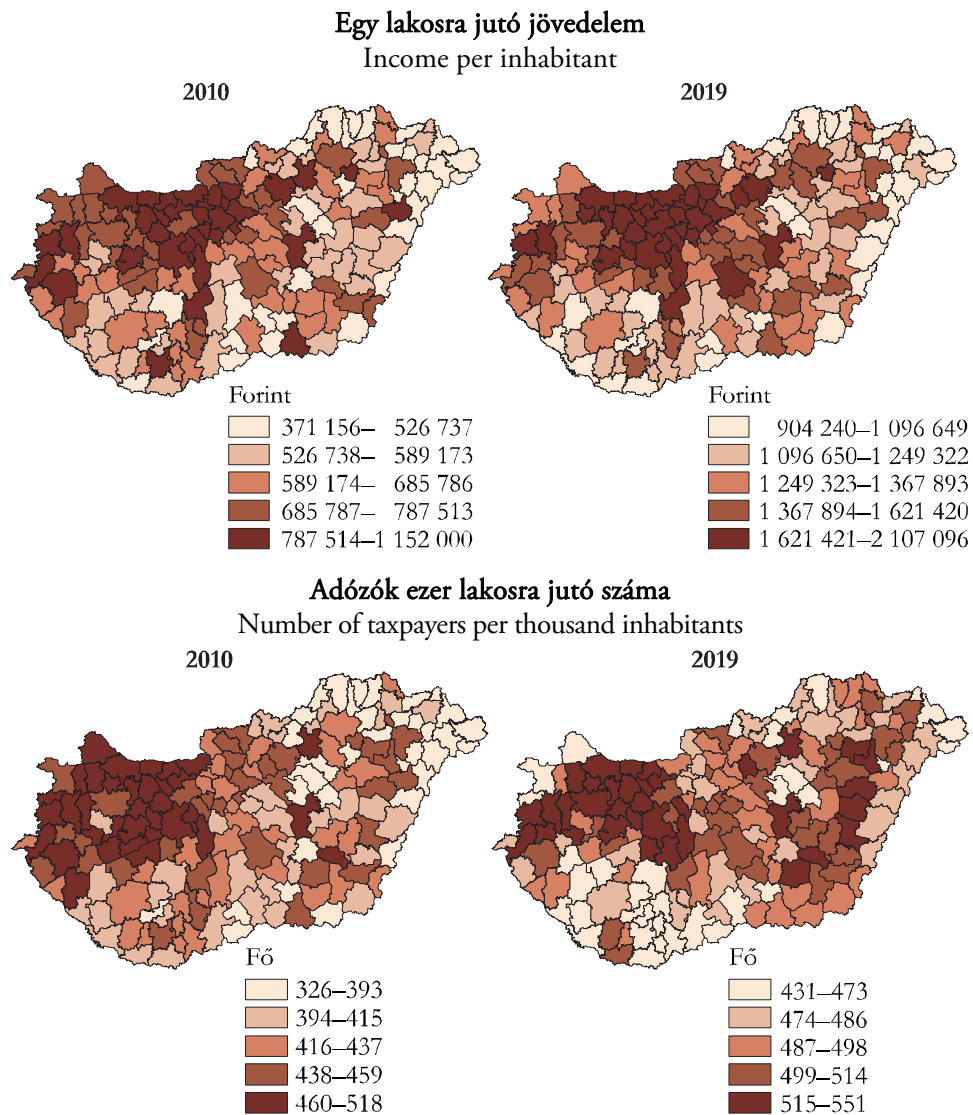 Egy lakosra jutó jövedelem
Income per inhabitant
2010
2019
Forint
371 156– 526 737
526 738– 589 173
589 174– 685 786
685 787– 787 513
787 514–1 152 000
Forint
904 240–1 096 649
1 096 650–1 249 322
1 249 323–1 367 893
1 367 894–1 621 420
1 621 421–2 107 096
Adózók ezer lakosra jutó száma
Number of taxpayers per thousand inhabitants
2010
2019
Fő
326–393
394–415
416–437
438–459
460–518
Fő
431–473
474–486
487–498
499–514
515–551